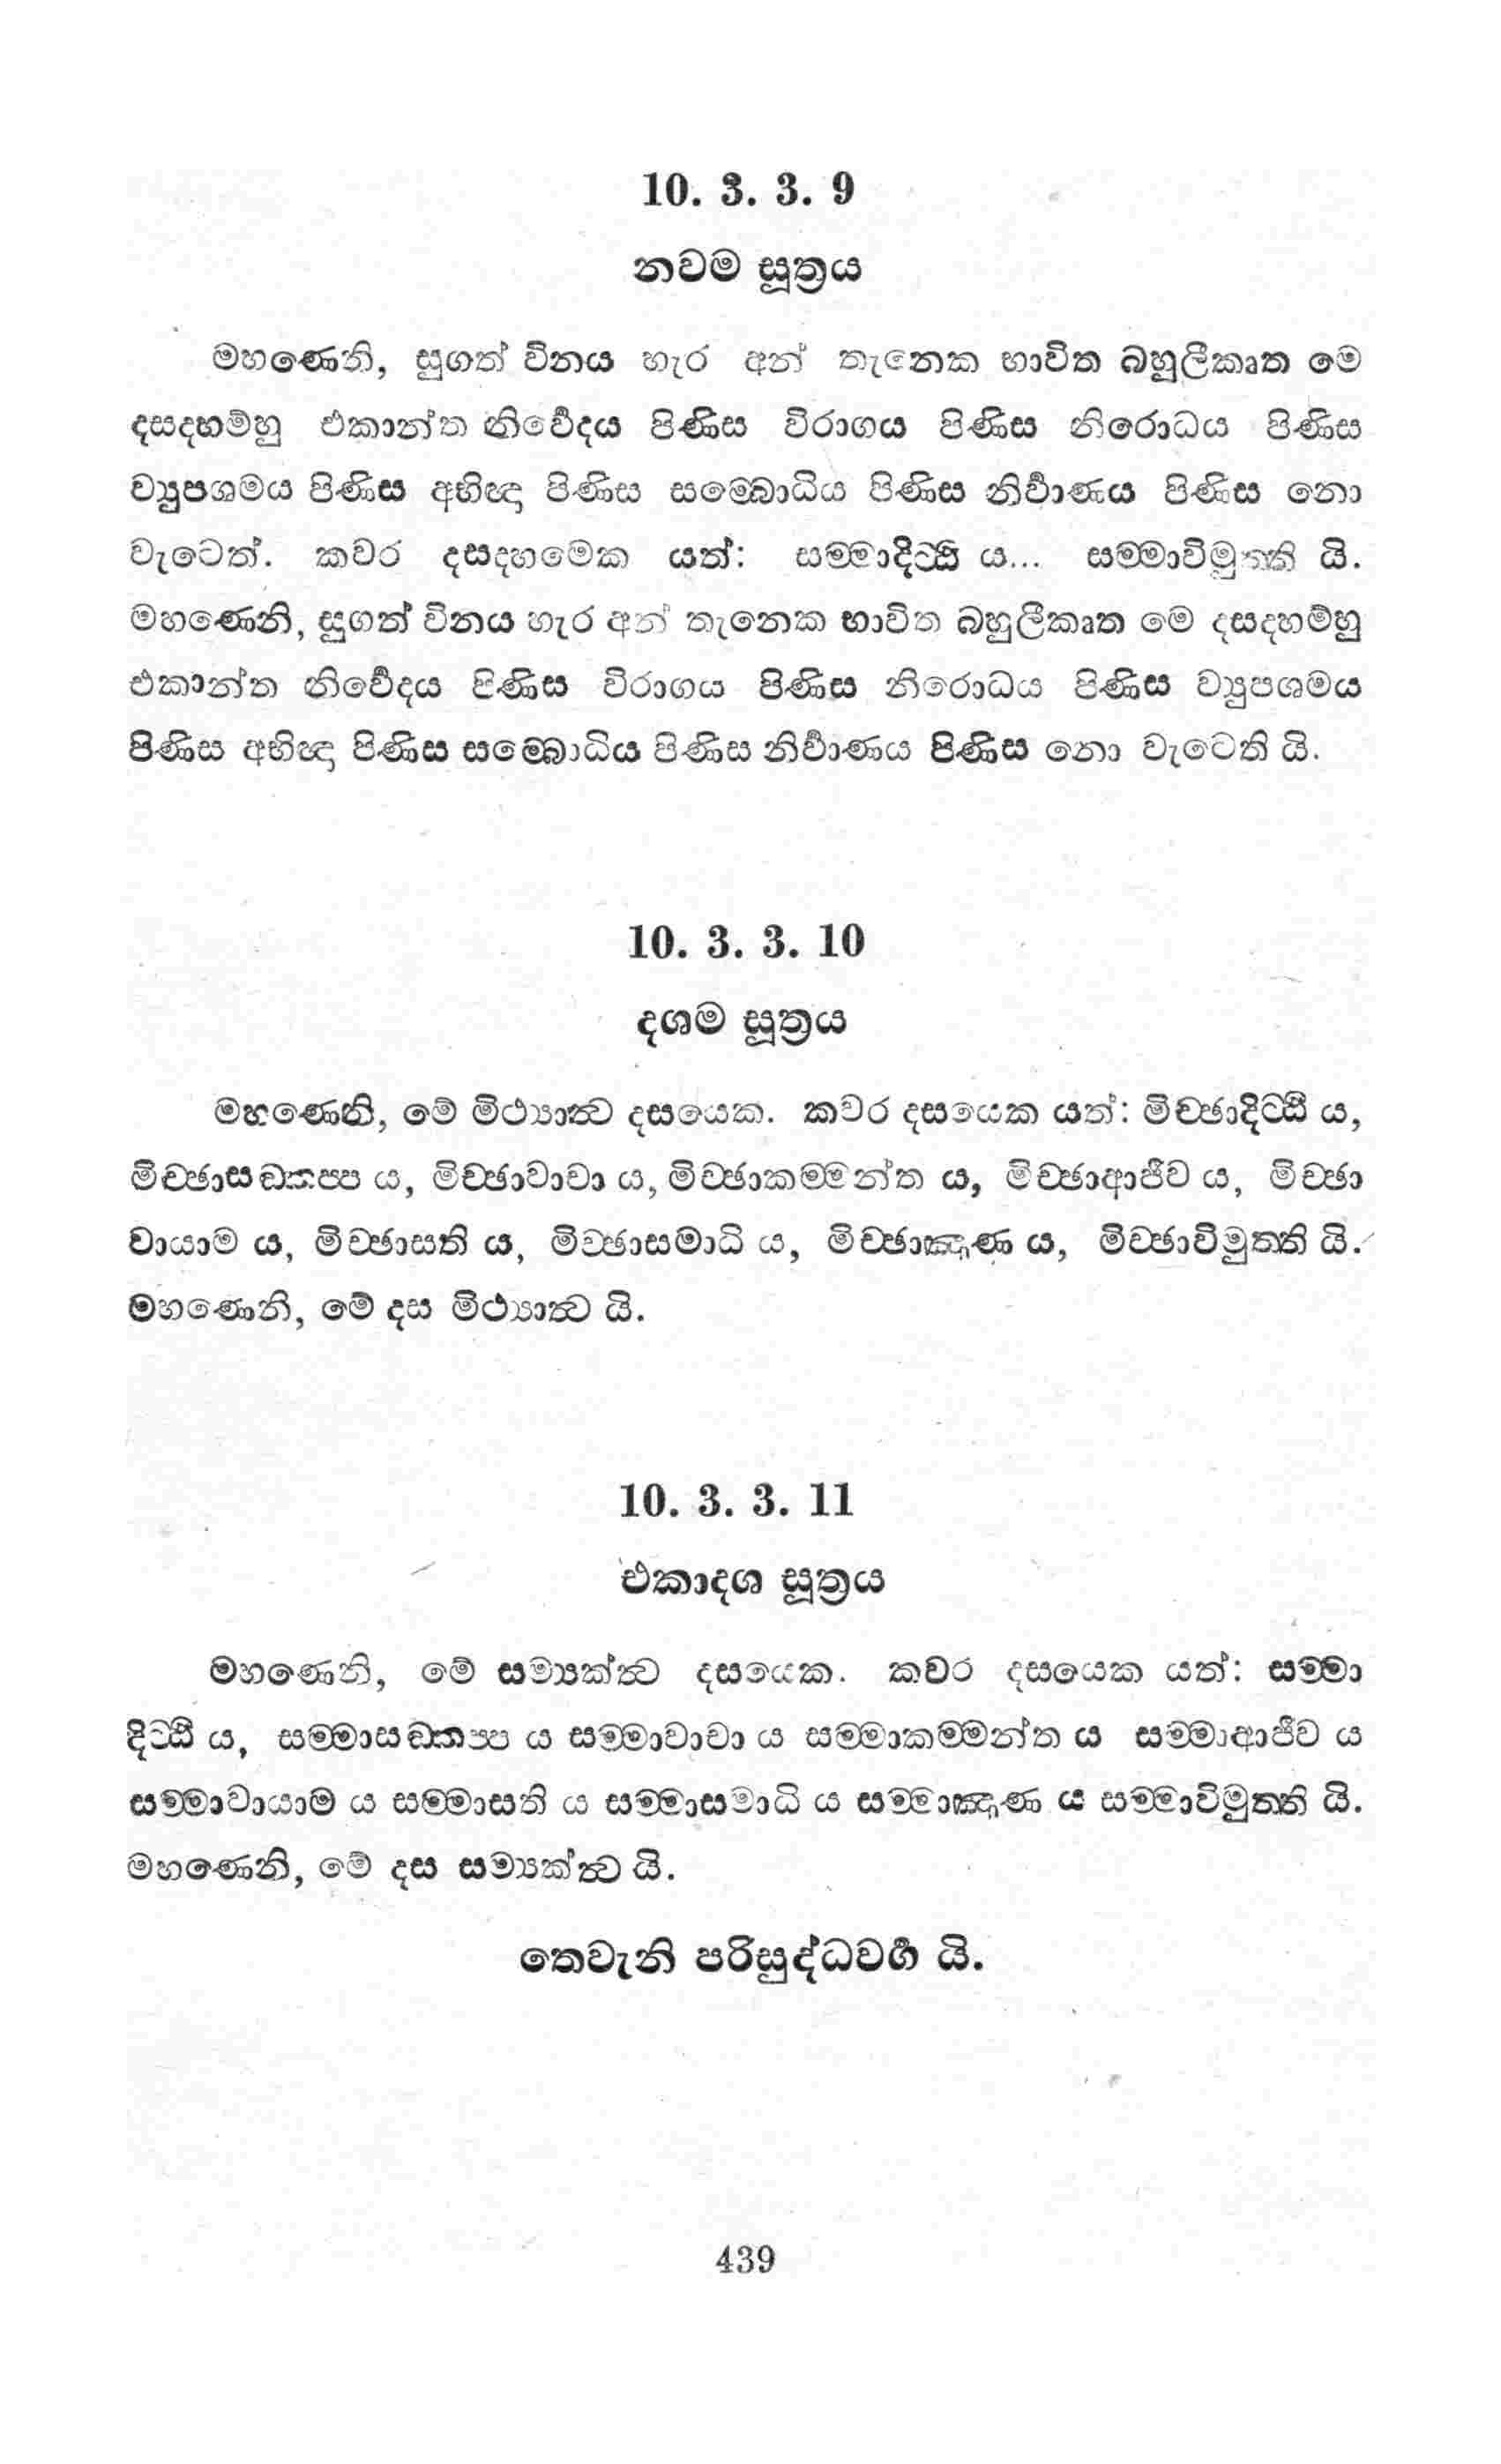 10. 3. 3. 9
නවම සූත්‍රය
මහණෙනි, සුගත් විනය හැර අන් තැනෙක භාවිත බහුලීකෘත මෙ
දසදහම්හු එකාන්ත නිර්‍වෙදය පිණිස විරාගය පිණිස නිරොධය පිණිස
ව්‍යුපශමය පිණිස අභිඥා පිණිස සම්බොධිය පිණිස නිර්‍වාණය පිණිස නො
වැටෙත්. කවර දසදහමෙක යත්: සම්මාදිට්ඨි ය... සම්මාවිමුත්ති යි.
මහණෙනි, සුගත් විනය හැර අන් තැනෙක භාවිත බහුලීකෘත මෙ දසදහම්හු
එකාන්ත නිර්‍වෙදය පිණිස විරාගය පිණිස නිරොධය පිණිස ව්‍යුපශමය
පිණිස අභිඥා පිණිස සම්බොධිය පිණිස නිර්‍වාණය පිණිස නො වැටෙති යි.
10. 3. 3. 10
දශම සූත්‍රය
මහණෙනි, මේ මිථ්‍යාත්‍ව දසයෙක. කවර දසයෙක යත්: මිච්ඡාදිට්ඨි ය,
මිච්ඡාසඞ්කප්ප ය, මිච්ඡාවාචා ය, මිච්ඡාකම්මන්ත ය, මිච්ඡාආජීව ය, මිච්ඡා
වායාම ය, මිච්ඡාසති ය, මිච්ඡාසමාධි ය, මිච්ඡාඤාණ ය, මිච්ඡාවිමුත්ති යි.
මහණෙනි, මේ දස මිථ්‍යාත්‍ව යි.
10. 3. 3. 11
එකාදශ සූත්‍රය
මහණෙනි, මේ සම්‍යක්ත්‍ව දසයෙක. කවර දසයෙක යත්: සම්මා
දිට්ඨි ය, සම්මාසඞ්කප්ප ය සම්මාවාචා ය සම්මාකම්මන්ත ය සම්මාආජීව ය
සම්මාවායාම ය සම්මාසති ය සම්මාසමාධි ය සම්මාඤාණ ය සම්මාවිමුත්ති යි.
මහණෙනි, මේ දස සම්‍යක්ත්‍ව යි.
තෙවැනි පරිසුද්ධවර්‍ග යි.
439